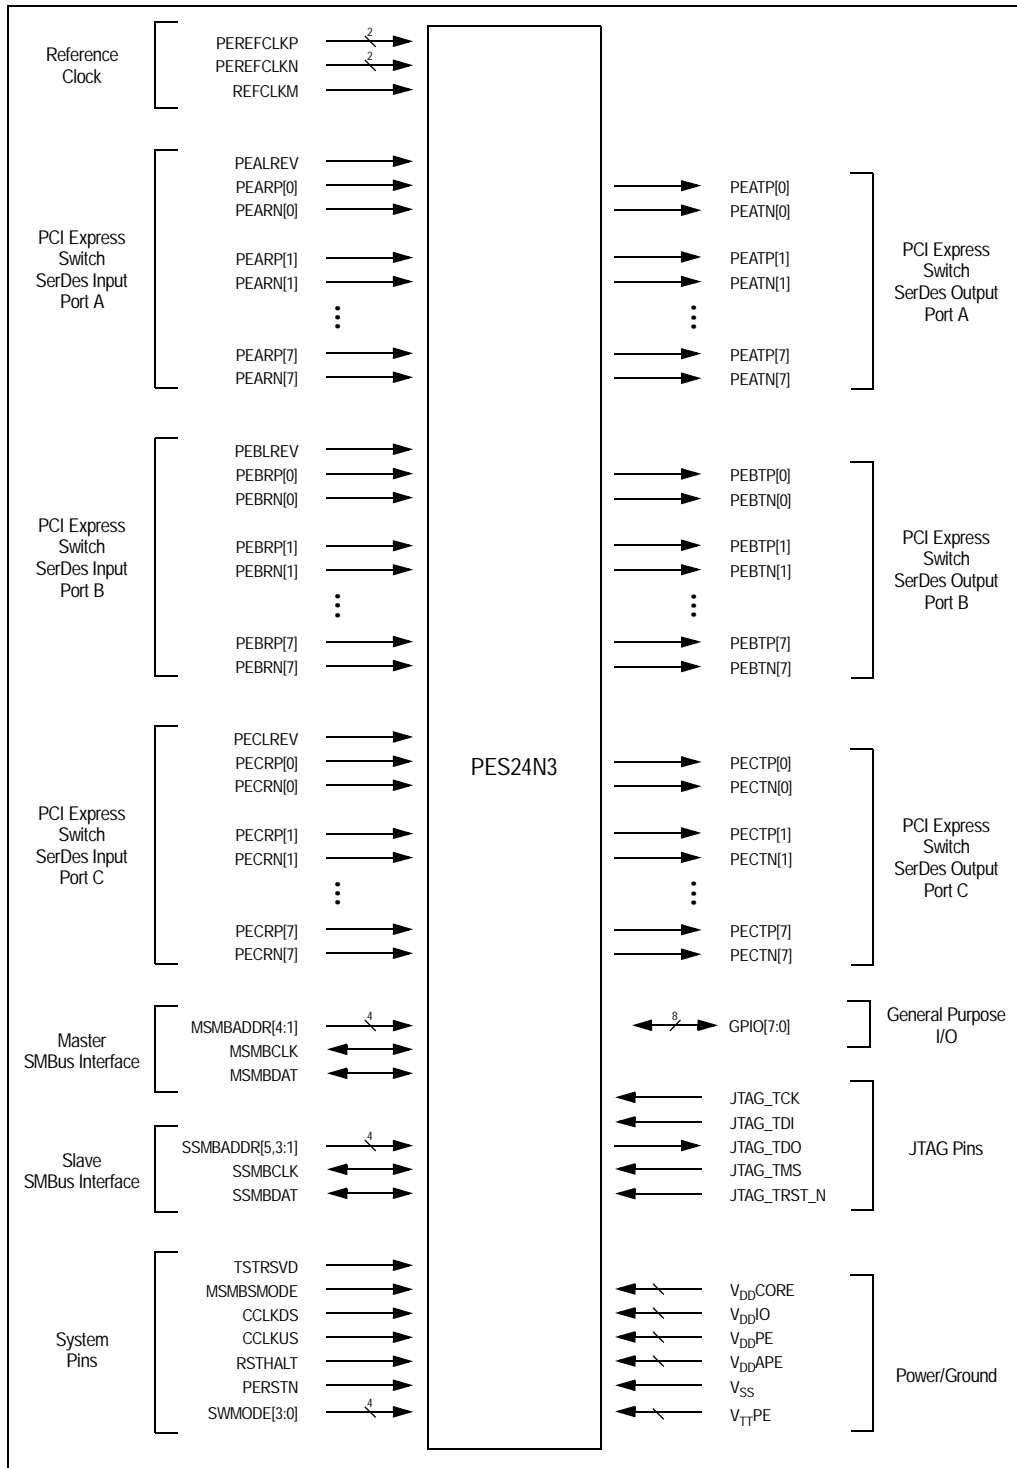 Reference
Clock
PEREFCLKP
2
PEREFCLKN
2
REFCLKM
PCI Express
Switch
SerDes Input
Port A
PEALREV
PEARP[0]
PEARN[0]
PEARP[1]
PEARN[1]
PEARP[7]
PEARN[7]
PCI Express
Switch
SerDes Input
Port B
PEBLREV
PEBRP[0]
PEBRN[0]
PEBRP[1]
PEBRN[1]
PEBRP[7]
PEBRN[7]
PCI Express
Switch
SerDes Input
Port C
PECLREV
PECRP[0]
PECRN[0]
PECRP[1]
PECRN[1]
PECRP[7]
PECRN[7]
Master
SMBus Interface
MSMBADDR[4:1]
4
MSMBCLK
MSMBDAT
Slave
SMBus Interface
SSMBADDR[5,3:1]
4
SSMBCLK
SSMBDAT
System
Pins
TSTRSVD
MSMBSMODE
CCLKDS
CCLKUS
RSTHALT
PERSTN
SWMODE[3:0]
4
PES24N3
PEATP[0]
PEATN[0]
PEATP[1]
PEATN[1]
PEATP[7]
PEATN[7]
PCI Express
Switch
SerDes Output
Port A
PEBTP[0]
PEBTN[0]
PEBTP[1]
PEBTN[1]
PEBTP[7]
PEBTN[7]
PCI Express
Switch
SerDes Output
Port B
PECTP[0]
PECTN[0]
PECTP[1]
PECTN[1]
PECTP[7]
PECTN[7]
PCI Express
Switch
SerDes Output
Port C
8
GPIO[7:0]
General Purpose
I/O
JTAG_TCK
JTAG_TDI
JTAG_TDO
JTAG_TMS
JTAG_TRST_N
JTAG Pins
VDDCORE
VDDIO
VDDPE
VDDAPE
VSS
VTTPE
Power/Ground